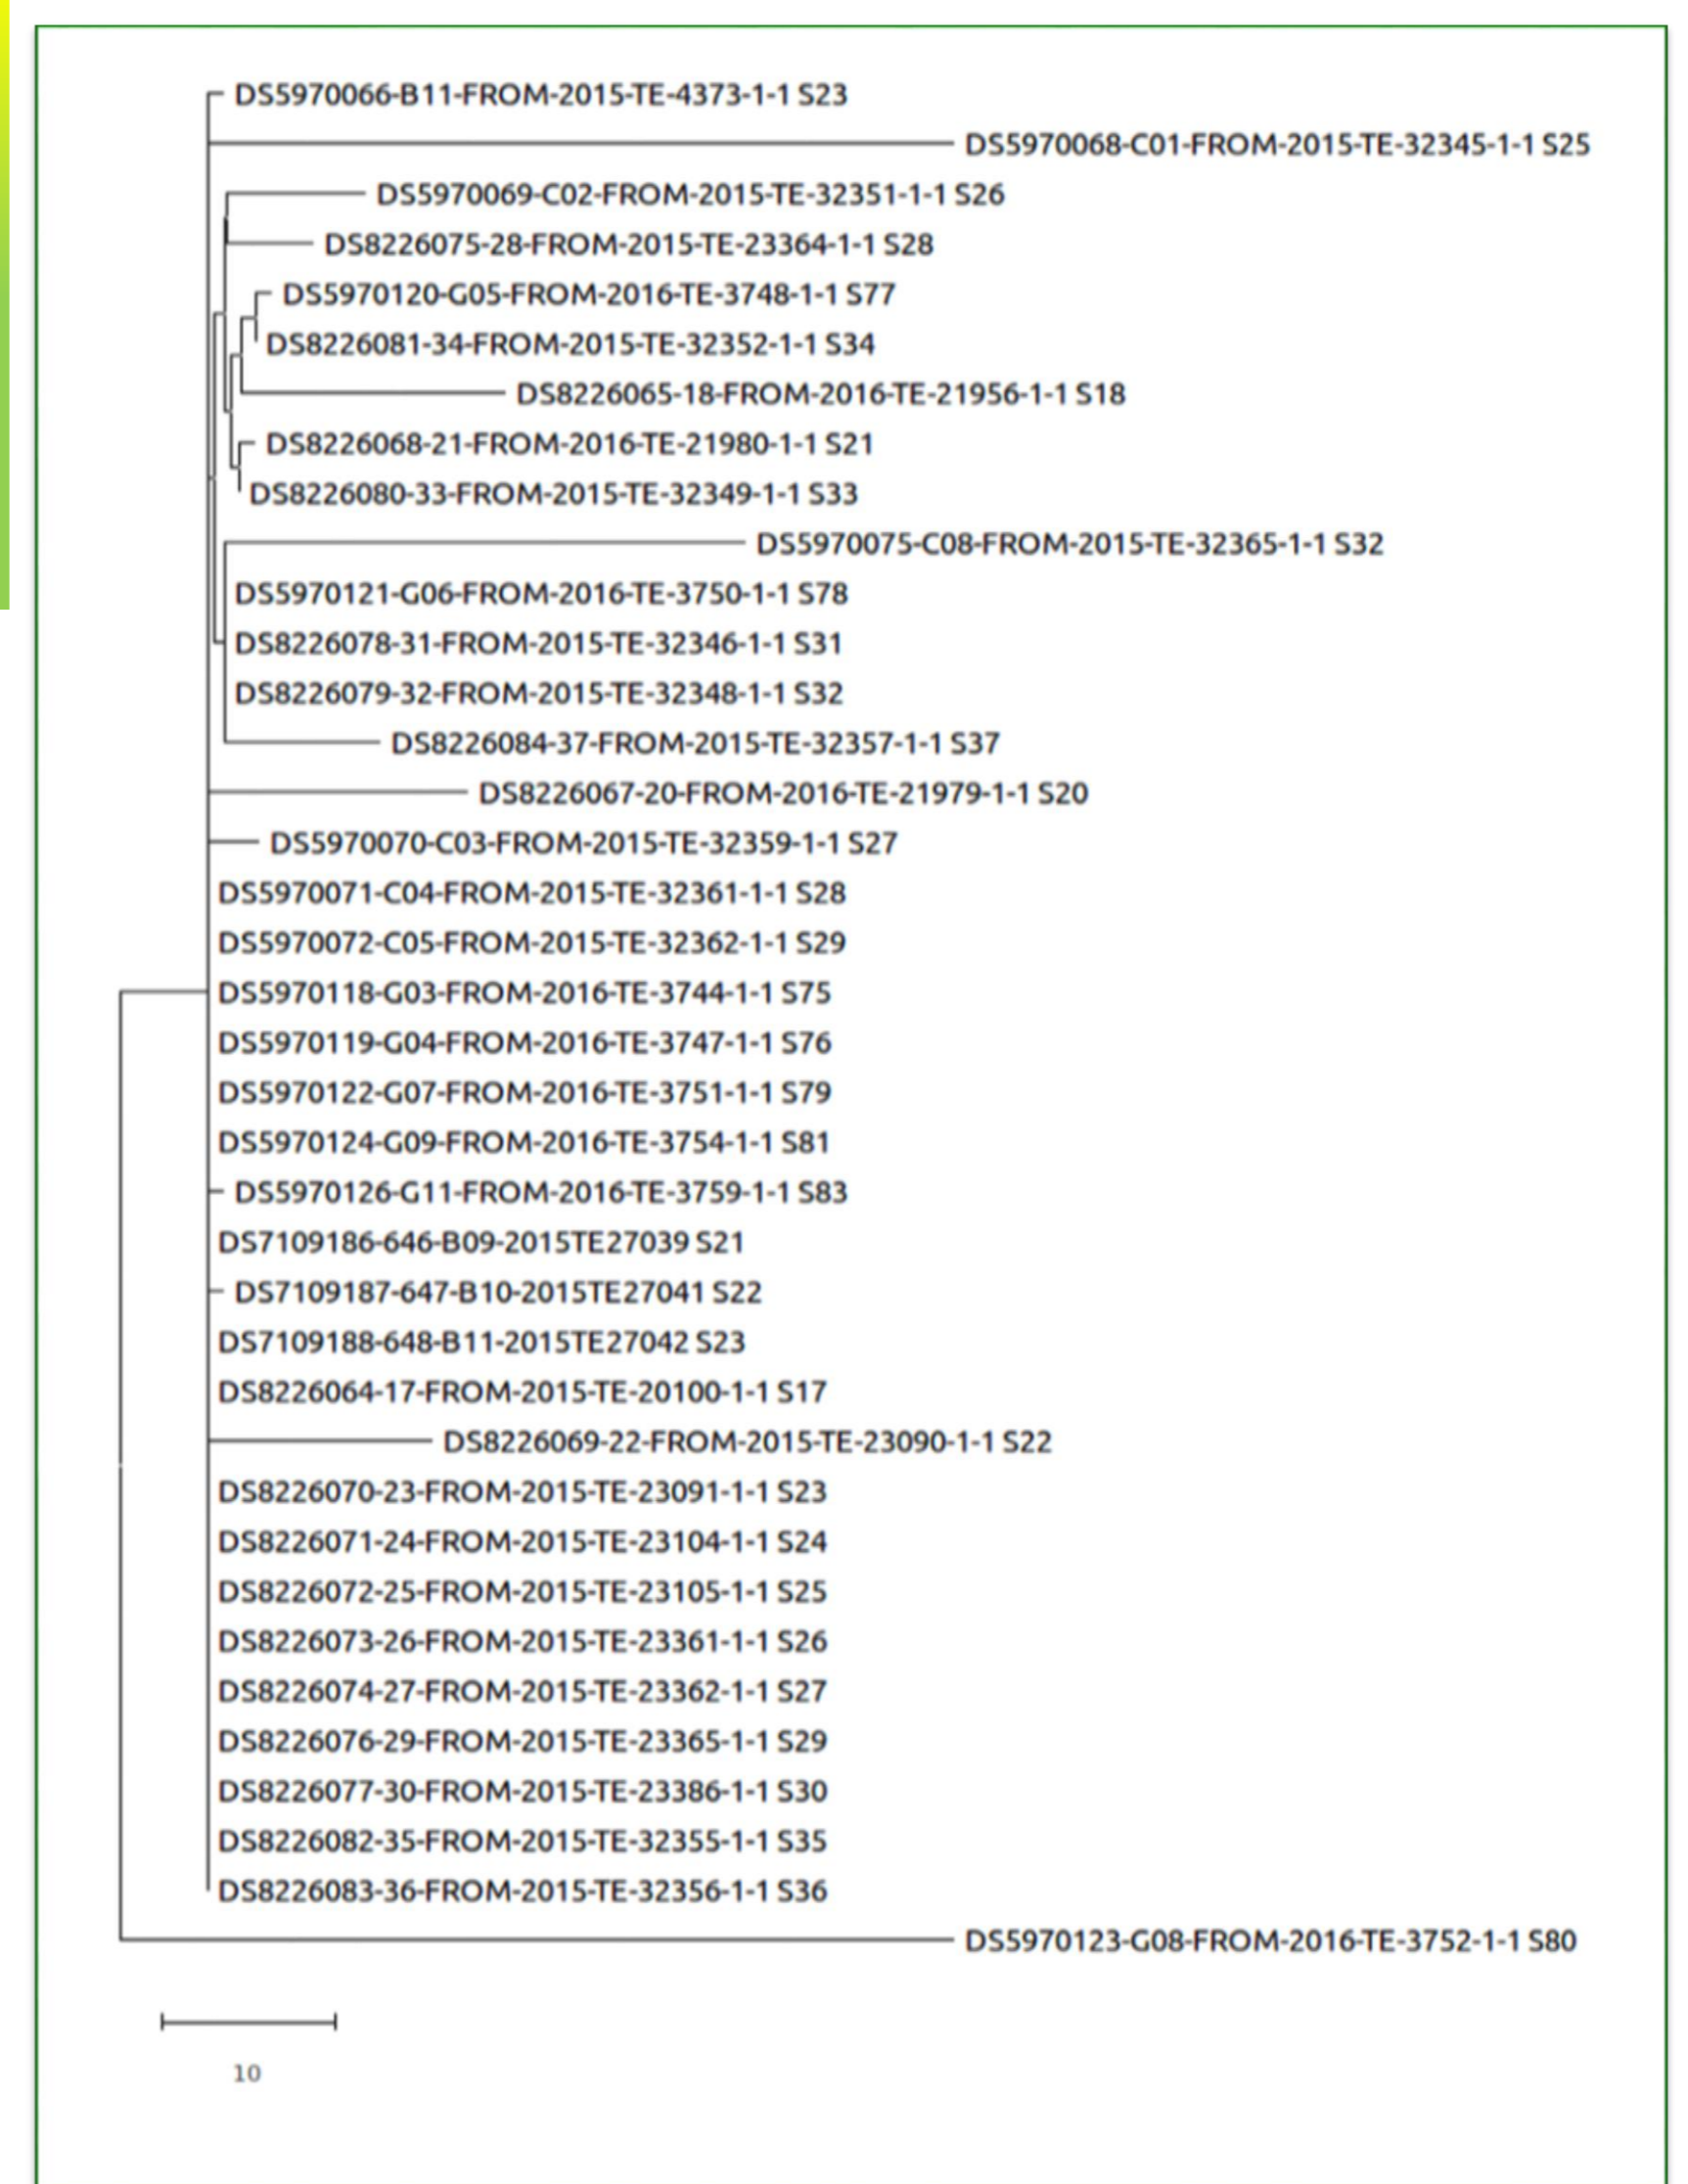 DS5970066-B11-FROM-2015-TE-4373-1-1 S23
DS5970068-C01-FROM-2015-TE-32345-1-1 S25
DS5970069-C02-FROM-2015-TE-32351-1-1 S26
DS8226075-28-FROM-2015-TE-23364-1-1 S28
DS5970120-G05-FROM-2016-TE-3748-1-1 S77
DS8226081-34-FROM-2015-TE-32352-1-1 S34
DS8226065-18-FROM-2016-TE-21956-1-1 S18
DS8226068-21-FROM-2016-TE-21980-1-1 S21
DS8226080-33-FROM-2015-TE-32349-1-1 S33
DS5970075-C08-FROM-2015-TE-32365-1-1 S32
DS5970121-G06-FROM-2016-TE-3750-1-1 S78
DS8226078-31-FROM-2015-TE-32346-1-1 S31
DS8226079-32-FROM-2015-TE-32348-1-1 S32
DS8226084-37-FROM-2015-TE-32357-1-1 S37
DS8226067-20-FROM-2016-TE-21979-1-1 S20
DS5970070-C03-FROM-2015-TE-32359-1-1 S27
DS5970071-C04-FROM-2015-TE-32361-1-1 S28
DS5970072-C05-FROM-2015-TE-32362-1-1 S29
DS5970118-G03-FROM-2016-TE-3744-1-1 S75
DS5970119-G04-FROM-2016-TE-3747-1-1 S76
DS5970122-G07-FROM-2016-TE-3751-1-1 S79
DS5970124-G09-FROM-2016-TE-3754-1-1 S81
DS5970126-G11-FROM-2016-TE-3759-1-1 S83
DS7109186-646-B09-2015TE27039 S21
DS7109187-647-B10-2015TE27041 S22
DS7109188-648-B11-2015TE27042 S23
DS8226064-17-FROM-2015-TE-20100-1-1 S17
DS8226069-22-FROM-2015-TE-23090-1-1 S22
DS8226070-23-FROM-2015-TE-23091-1-1 S23
DS8226071-24-FROM-2015-TE-23104-1-1 S24
DS8226072-25-FROM-2015-TE-23105-1-1 S25
DS8226073-26-FROM-2015-TE-23361-1-1 S26
DS8226074-27-FROM-2015-TE-23362-1-1 S27
DS8226076-29-FROM-2015-TE-23365-1-1 S29
DS8226077-30-FROM-2015-TE-23386-1-1 S30
DS8226082-35-FROM-2015-TE-32355-1-1 S35
DS8226083-36-FROM-2015-TE-32356-1-1 S36
DS5970123-G08-FROM-2016-TE-3752-1-1 S80
10